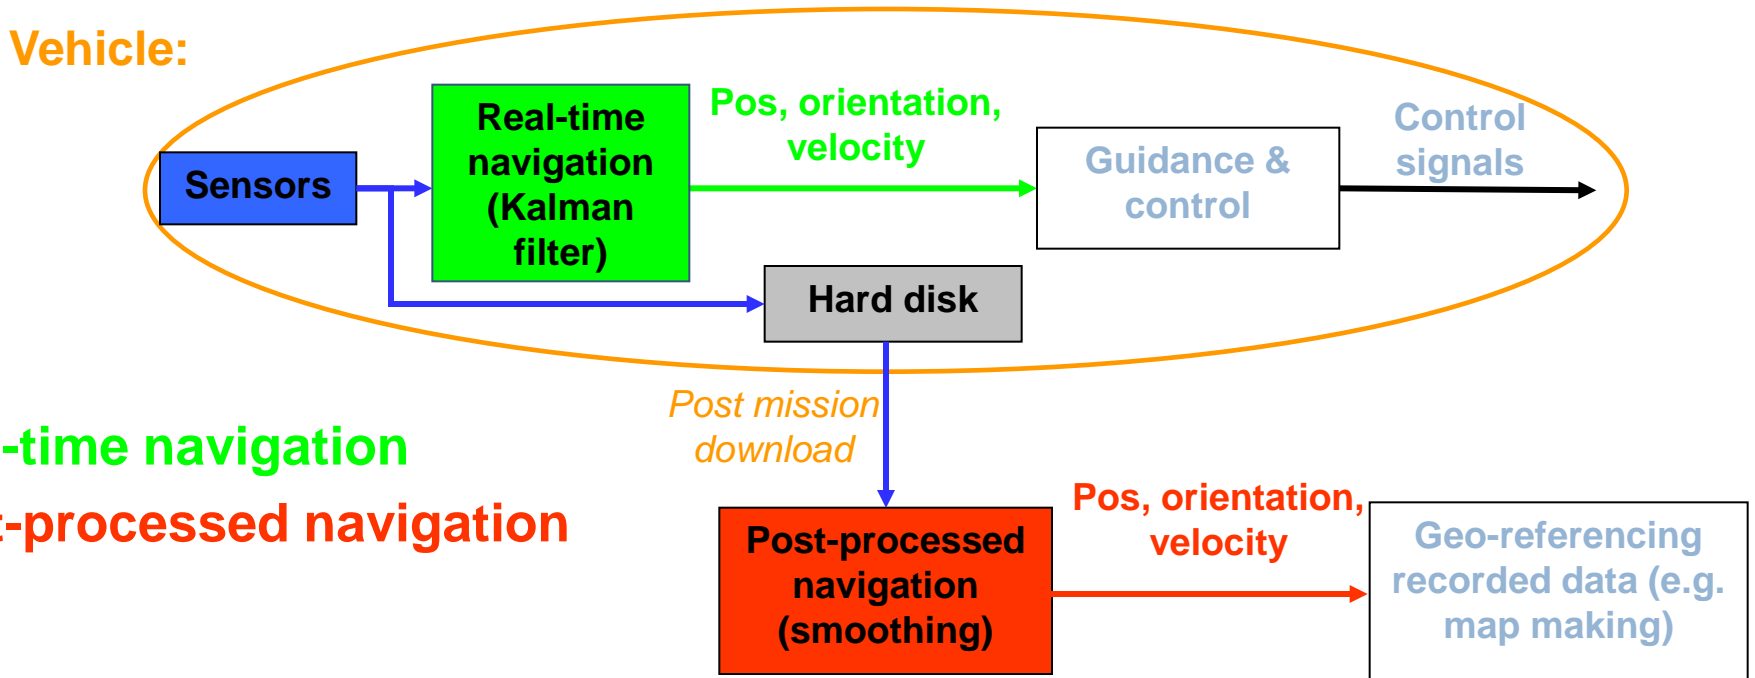 Vehicle:
Sensors
Real-time
navigation
(Kalman
filter)
Pos, orientation,
velocity
Guidance &
control
Control
signals
Hard disk
Post mission
download
-time navigation
t-processed navigation
Post-processed
navigation
(smoothing)
Pos, orientation,
velocity
Geo-referencing
recorded data (e.g.
map making)